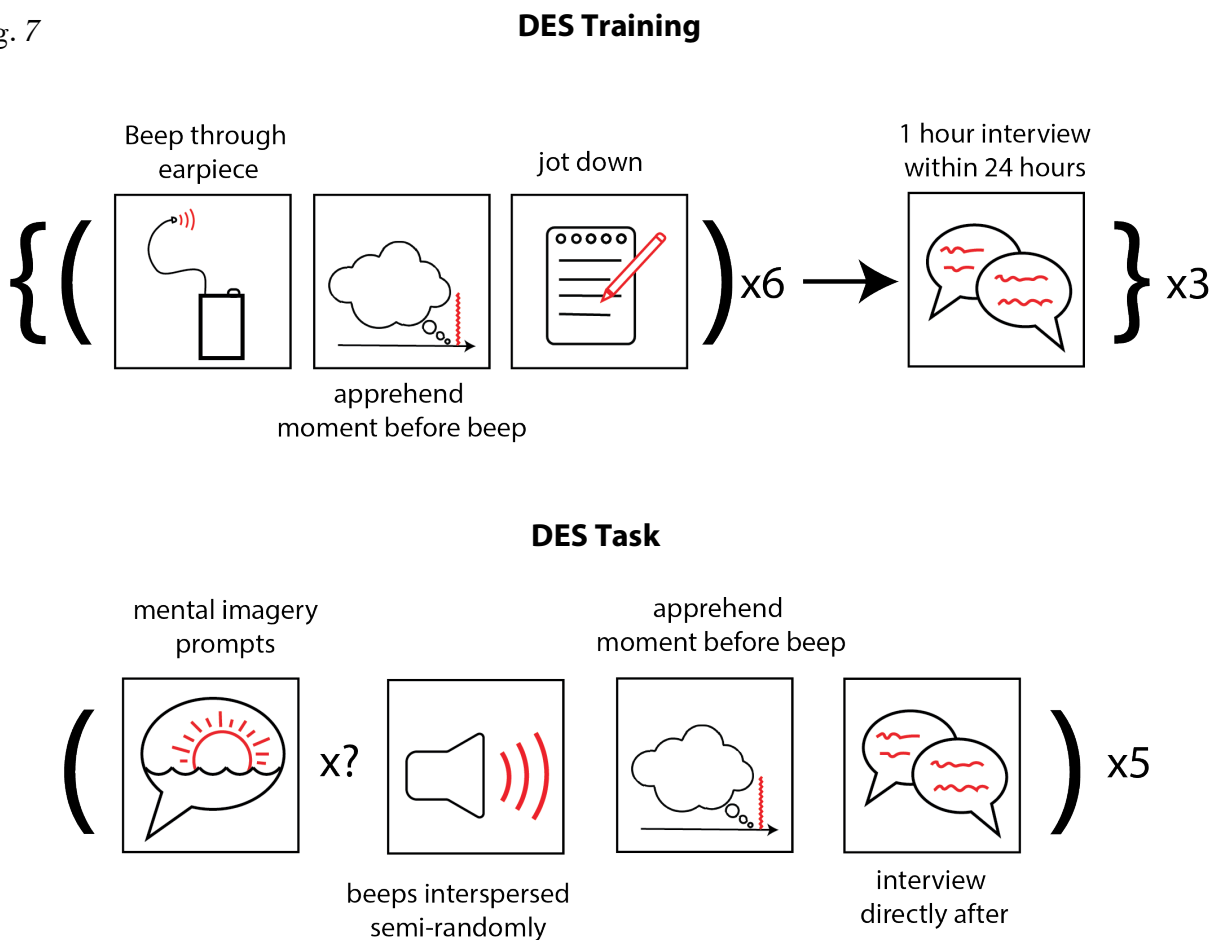 g. 7
DES Training
Beep through
earpiece
jot down
1 hour interview
within 24 hours
{ (
) x6
} x3
apprehend
moment before beep
DES Task
mental imagery
prompts
apprehend
moment before beep
(
x?
) x5
beeps interspersed
semi-randomly
interview
directly after